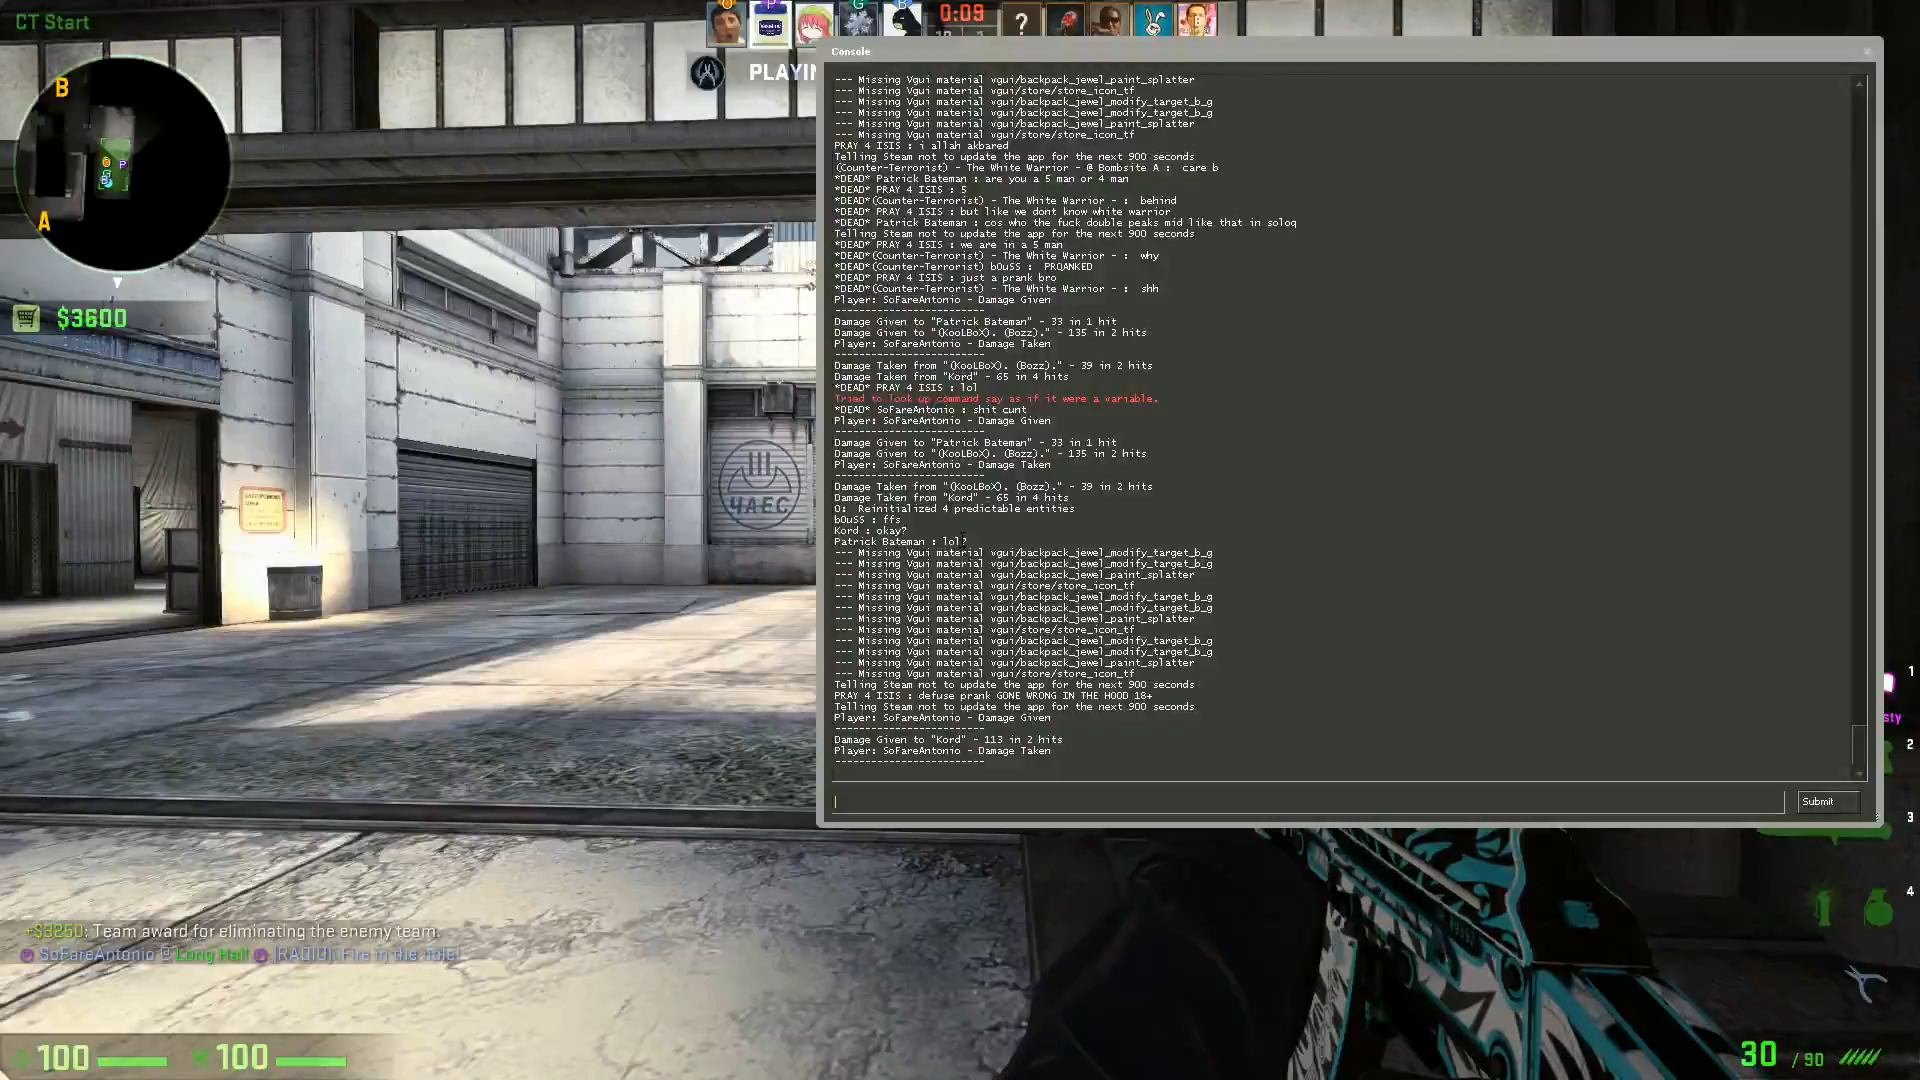 CT Start
B
A
$3600
0:09
?
PLAYIN
Console
--- Missing Vgui material vgui/backpack_jewel_paint_splatter
--- Missing Vgui material vgui/store/store_icon_tf
--- Missing Vgui material vgui/backpack_jewel_modify_target_b_g
--- Missing Vgui material vgui/backpack_jewel_modify_target_b_g
--- Missing Vgui material vgui/backpack_jewel_paint_splatter
--- Missing Vgui material vgui/store/store_icon_tf
PRAY 4 ISIS : i allah akbared
Telling Steam not to update the app for the next 900 seconds
(Counter-Terrorist) - The White Warrior - @ Bombsite A :  care b
*DEAD* Patrick Bateman : are you a 5 man or 4 man
*DEAD* PRAY 4 ISIS : 5
*DEAD*(Counter-Terrorist) - The White Warrior - :  behind
*DEAD* PRAY 4 ISIS : but like we dont know white warrior
*DEAD* Patrick Bateman : cos who the fuck double peaks mid like that in soloq
Telling Steam not to update the app for the next 900 seconds
*DEAD* PRAY 4 ISIS : we are in a 5 man
*DEAD*(Counter-Terrorist) - The White Warrior - :  why
*DEAD*(Counter-Terrorist) b0uSS :  PRQANKED
*DEAD* PRAY 4 ISIS : just a prank bro
*DEAD*(Counter-Terrorist) - The White Warrior - :  shh
Player: SoFareAntonio - Damage Given
-------------------------
Damage Given to "Patrick Bateman" - 33 in 1 hit
Damage Given to "(KooLBoX). (Bozz)." - 135 in 2 hits
Player: SoFareAntonio - Damage Taken
-------------------------
Damage Taken from "(KooLBoX). (Bozz)." - 39 in 2 hits
Damage Taken from "Kord" - 65 in 4 hits
*DEAD* PRAY 4 ISIS : lol
Tried to look up command say as if it were a variable.
*DEAD* SoFareAntonio : shit cunt
Player: SoFareAntonio - Damage Given
-------------------------
Damage Given to "Patrick Bateman" - 33 in 1 hit
Damage Given to "(KooLBoX). (Bozz)." - 135 in 2 hits
Player: SoFareAntonio - Damage Taken
-------------------------
Damage Taken from "(KooLBoX). (Bozz)." - 39 in 2 hits
Damage Taken from "Kord" - 65 in 4 hits
0:  Reinitialized 4 predictable entities
b0uSS : ffs
Kord : okay?
Patrick Bateman : lol?
--- Missing Vgui material vgui/backpack_jewel_modify_target_b_g
--- Missing Vgui material vgui/backpack_jewel_modify_target_b_g
--- Missing Vgui material vgui/backpack_jewel_paint_splatter
--- Missing Vgui material vgui/store/store_icon_tf
--- Missing Vgui material vgui/backpack_jewel_modify_target_b_g
--- Missing Vgui material vgui/backpack_jewel_modify_target_b_g
--- Missing Vgui material vgui/backpack_jewel_paint_splatter
--- Missing Vgui material vgui/store/store_icon_tf
--- Missing Vgui material vgui/backpack_jewel_modify_target_b_g
--- Missing Vgui material vgui/backpack_jewel_modify_target_b_g
--- Missing Vgui material vgui/backpack_jewel_paint_splatter
--- Missing Vgui material vgui/store/store_icon_tf
Telling Steam not to update the app for the next 900 seconds
PRAY 4 ISIS : defuse prank GONE WRONG IN THE HOOD 18+
Telling Steam not to update the app for the next 900 seconds
Player: SoFareAntonio - Damage Given
-------------------------
Damage Given to "Kord" - 113 in 2 hits
Player: SoFareAntonio - Damage Taken
-------------------------
Submit
ЧАЕС
1
sty
2
3
4
+$3250: Team award for eliminating the enemy team.
SoFareAntonio @ Long Hall (RADIO): Fire in the hole!
100
100
30 / 90